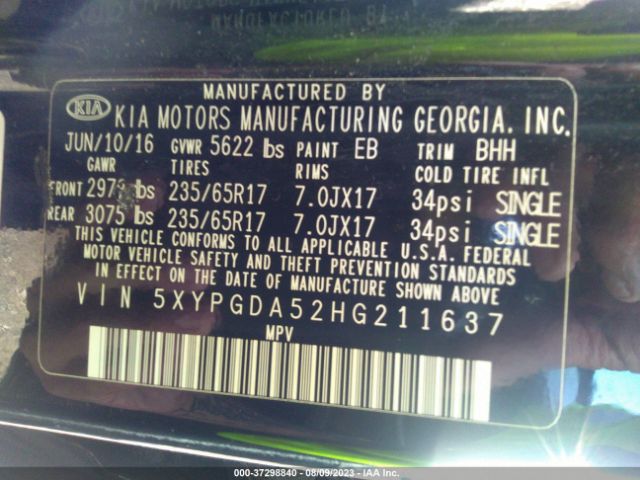 MANUFACTURED BY
KIA KIA MOTORS MANUFACTURING GEORGIA. INC.
JUN/10/16 GVWR 5622 lbs PAINT EB TRIM BHH
GAWR TIRES RIMS COLD TIRE INFL
FRONT lbs 235/65R17 7.0JX17 34psi SINGLE
REAR 3075 lbs 235/65R17 7.0JX17 34psi SINGLE
THIS VEHICLE CONFORMS TO ALL APPLICABLE U.S.A. FEDERAL
MOTOR VEHICLE SAFETY AND THEFT PREVENTION STANDARDS
IN EFFECT ON THE DATE OF MANUFACTURE SHOWN ABOVE
VIN 5XYPGDA52HG211637
MPV
000-37298840 - 08/09/2023 - IAA Inc.